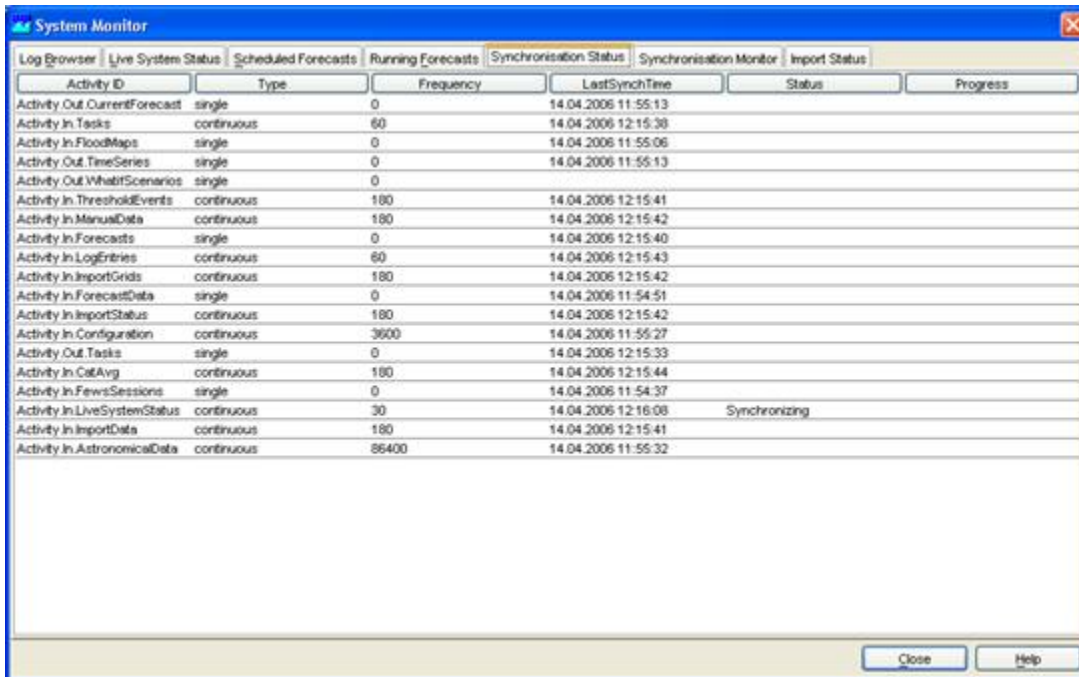 System Monitor
Log Browser Live System Status Scheduled Forecasts Running Forecasts Synchronisation Status Synchronisation Monitor Import Status
Activity ID Type Frequency LastSynchTime Status Progress
Activity.Out.CurrentForecast single 0 14.04.2006 11:55:13
Activity.In.Tasks continuous 60 14.04.2006 12:15:38
Activity.In.FloodMaps single 0 14.04.2006 11:55:06
Activity.Out.TimeSeries single 0 14.04.2006 11:55:13
Activity.Out.WhatifScenarios single 0
Activity.In.ThresholdEvents continuous 180 14.04.2006 12:15:41
Activity.In.ManualData continuous 180 14.04.2006 12:15:42
Activity.In.Forecasts single 0 14.04.2006 12:15:40
Activity.In.LogEntries continuous 60 14.04.2006 12:15:43
Activity.In.ImportGrids continuous 180 14.04.2006 12:15:42
Activity.In.ForecastData single 0 14.04.2006 11:54:51
Activity.In.ImportStatus continuous 180 14.04.2006 12:15:42
Activity.In.Configuration continuous 3600 14.04.2006 11:55:27
Activity.Out.Tasks single 0 14.04.2006 12:15:33
Activity.In.CatAvg continuous 180 14.04.2006 12:15:44
Activity.In.FewsSessions single 0 14.04.2006 11:54:37
Activity.In.LiveSystemStatus continuous 30 14.04.2006 12:16:08 Synchronizing
Activity.In.ImportData continuous 180 14.04.2006 12:15:41
Activity.In.AstronomicalData continuous 86400 14.04.2006 11:55:32
Close Help